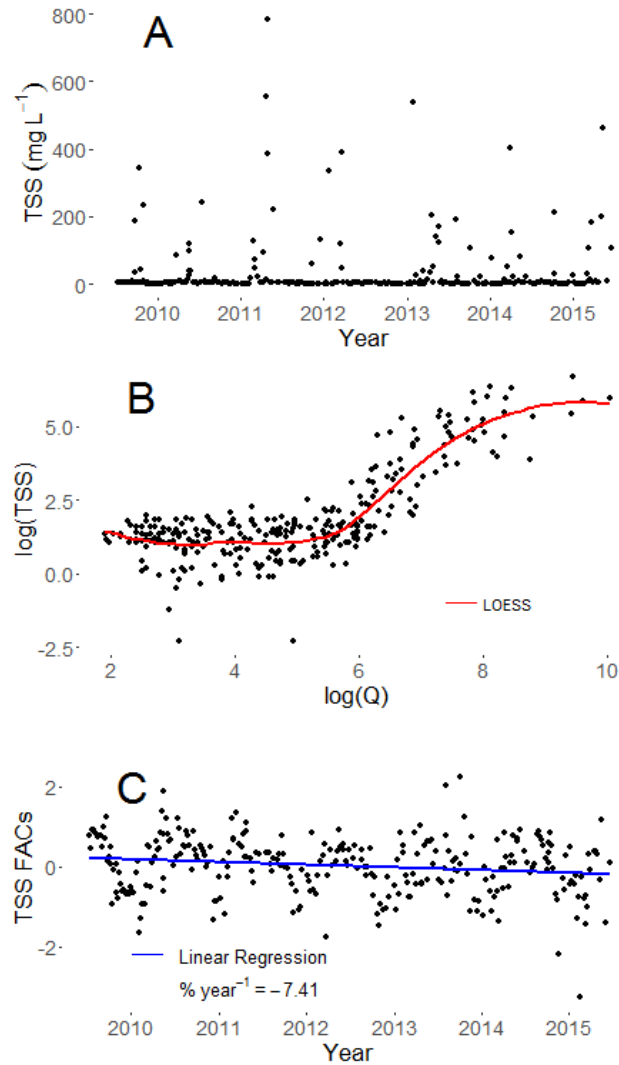 A
800
600
400
200
0
TSS (mg L⁻¹)
2010 2011 2012 2013 2014 2015
Year
B
5.0
2.5
0.0
-2.5
log(TSS)
LOESS
2 4 6 8 10
log(Q)
C
2
0
-2
TSS FACs
Linear Regression
% year⁻¹ = −7.41
2010 2011 2012 2013 2014 2015
Year